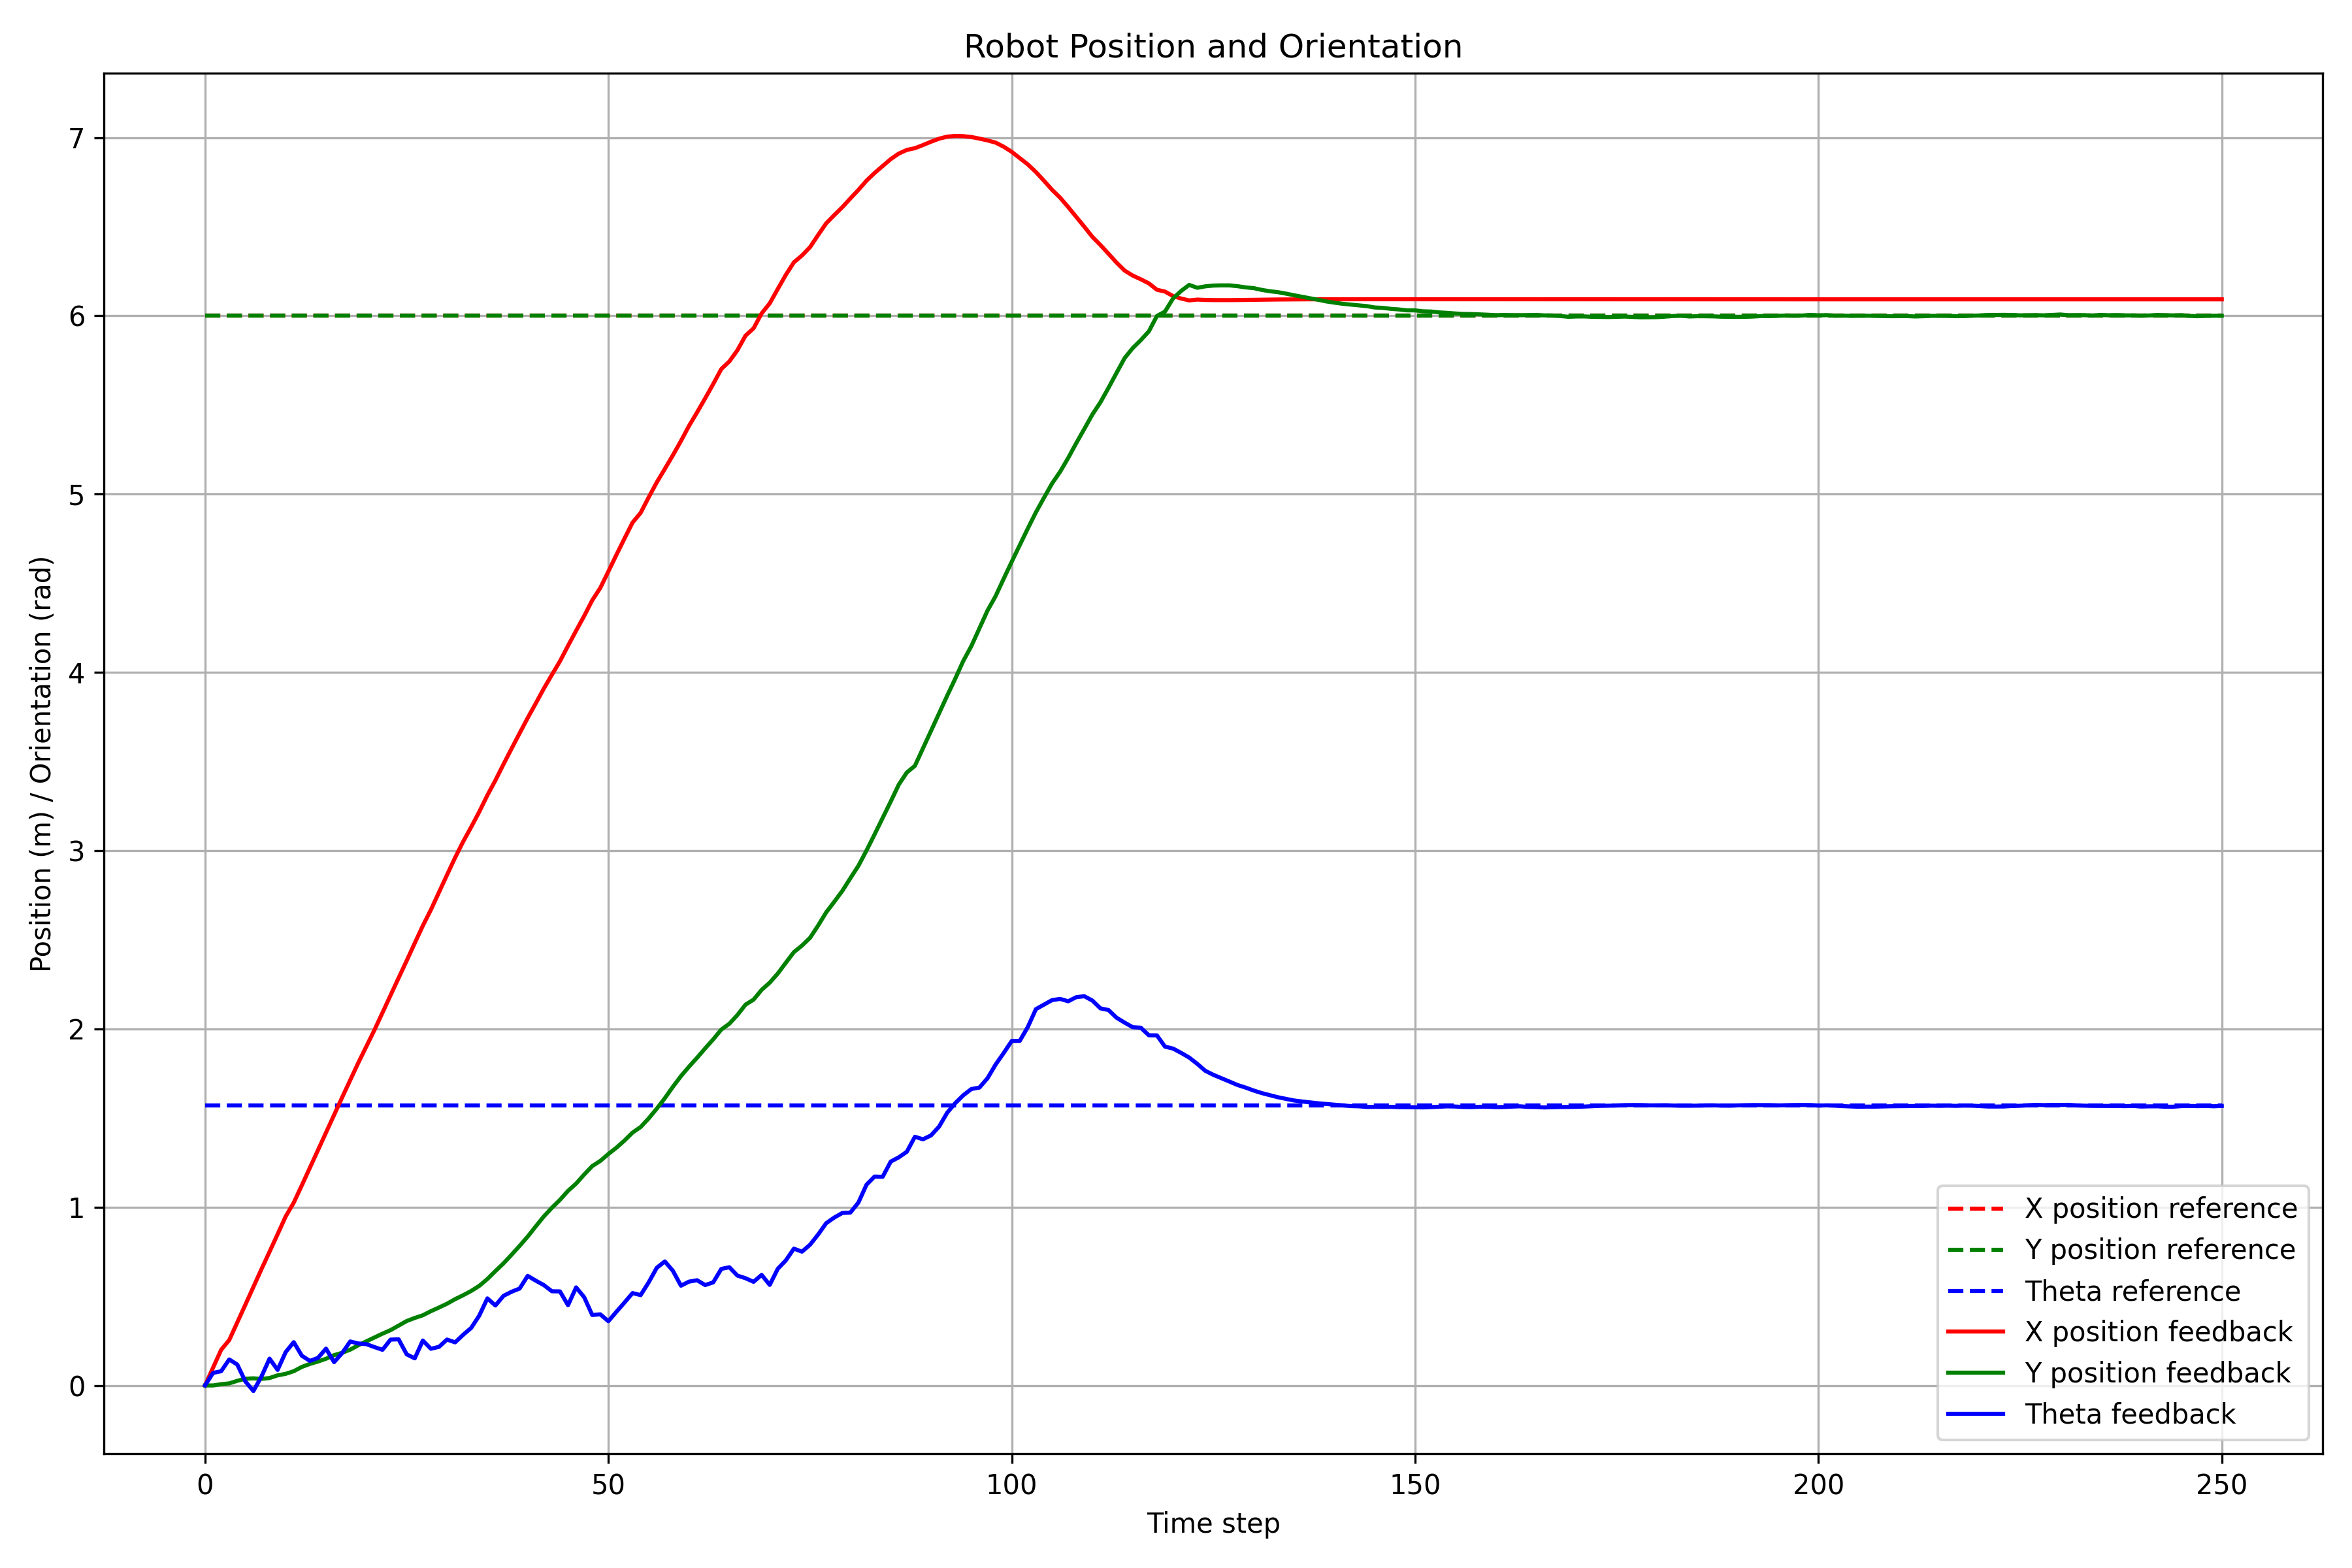 Robot Position and Orientation
Position (m) / Orientation (rad)
7
6
5
4
3
2
1
0
0 50 100 150 200 250
Time step
X position reference
Y position reference
Theta reference
X position feedback
Y position feedback
Theta feedback